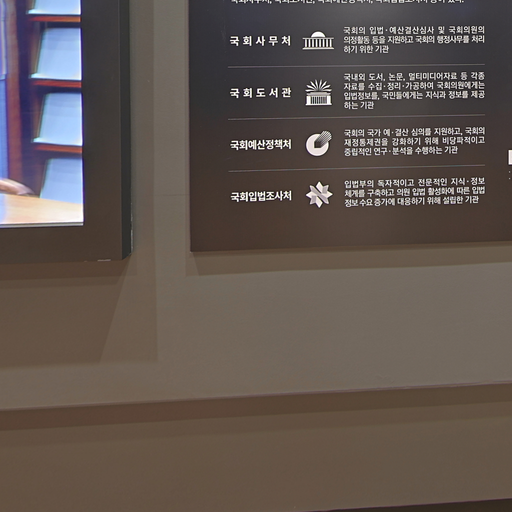 국회사무처
국회의 입법·예산결산심사 및 국회의원의
의정활동 등을 지원하고 국회의 행정사무를 처리
하기 위한 기관
국회도서관
국내외 도서, 논문, 멀티미디어자료 등 각종
자료를 수집·정리·가공하여 국회의원에게는
입법정보를, 국민들에게는 지식과 정보를 제공
하는 기관
국회예산정책처
국회의 국가 예·결산 심의를 지원하고, 국회의
재정통제권을 강화하기 위해 비당파적이고
중립적인 연구·분석을 수행하는 기관
국회입법조사처
입법부의 독자적이고 전문적인 지식·정보
체계를 구축하고 의원 입법 활성화에 따른 입법
정보 수요 증가에 대응하기 위해 설립한 기관